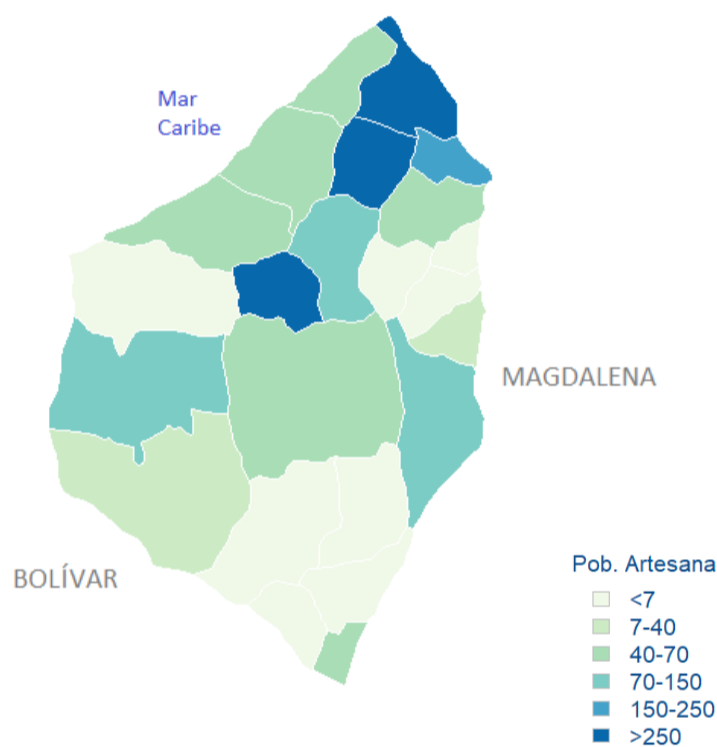 Mar
Caribe
MAGDALENA
BOLÍVAR
Pob. Artesana
<7
7-40
40-70
70-150
150-250
>250